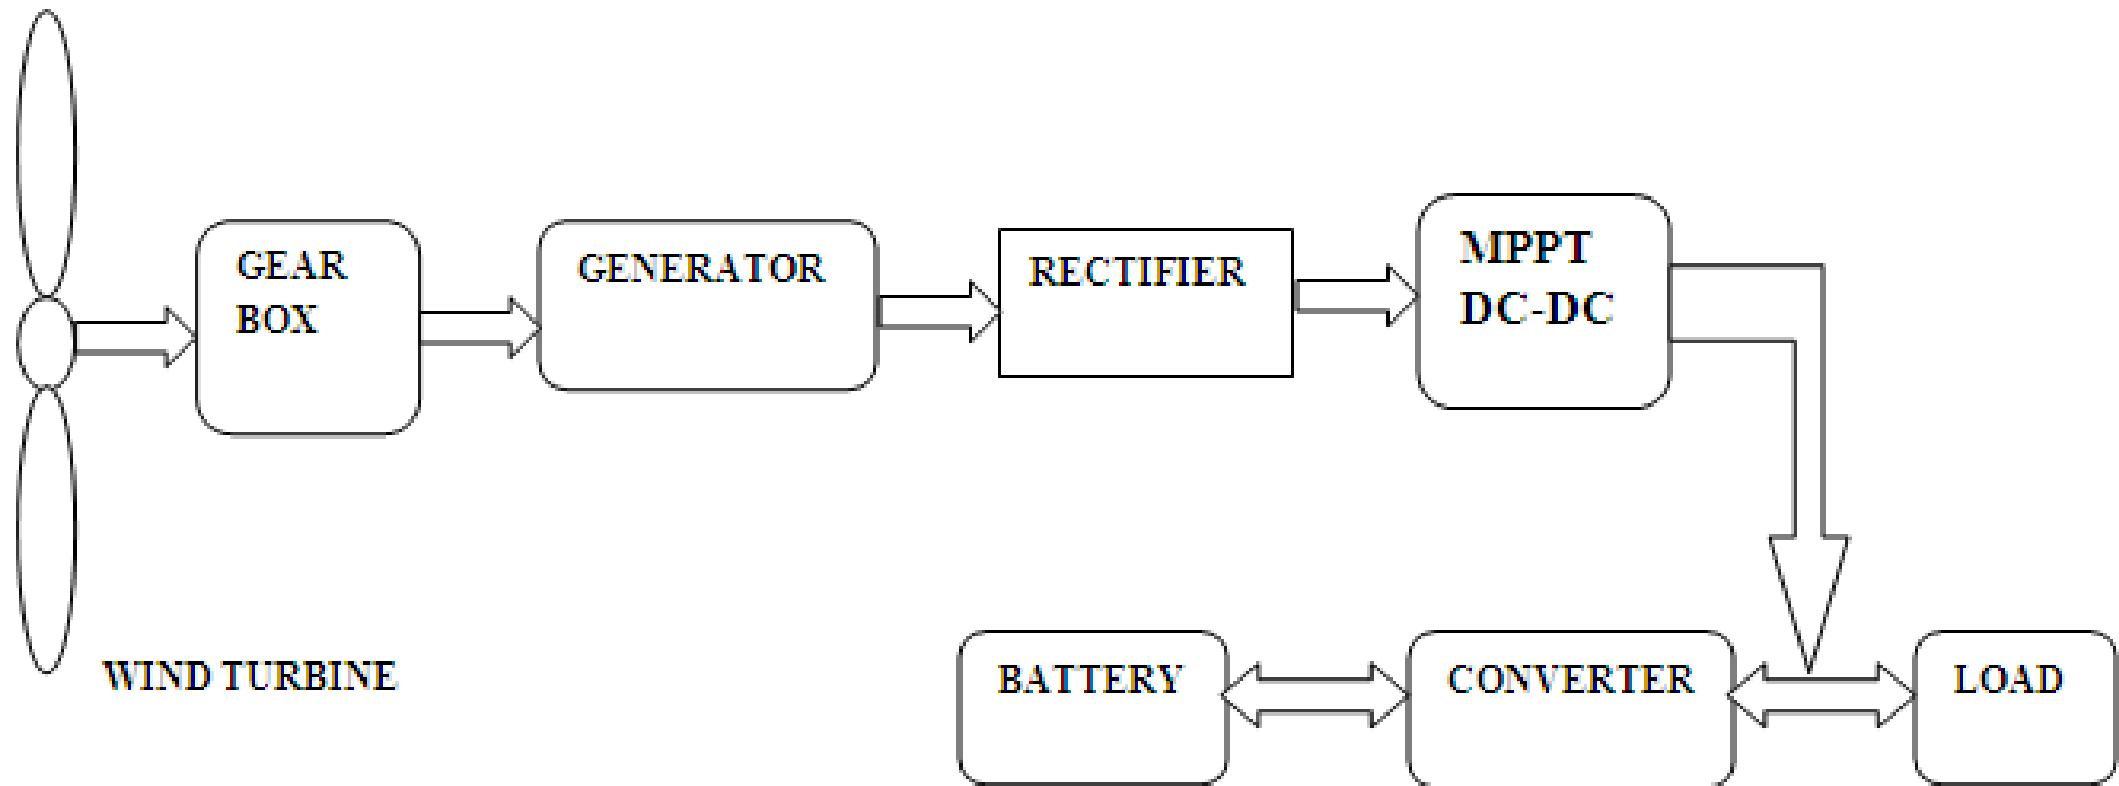 GEAR
BOX
GENERATOR
RECTIFIER
MPPT
DC-DC
WIND TURBINE
BATTERY
CONVERTER
LOAD